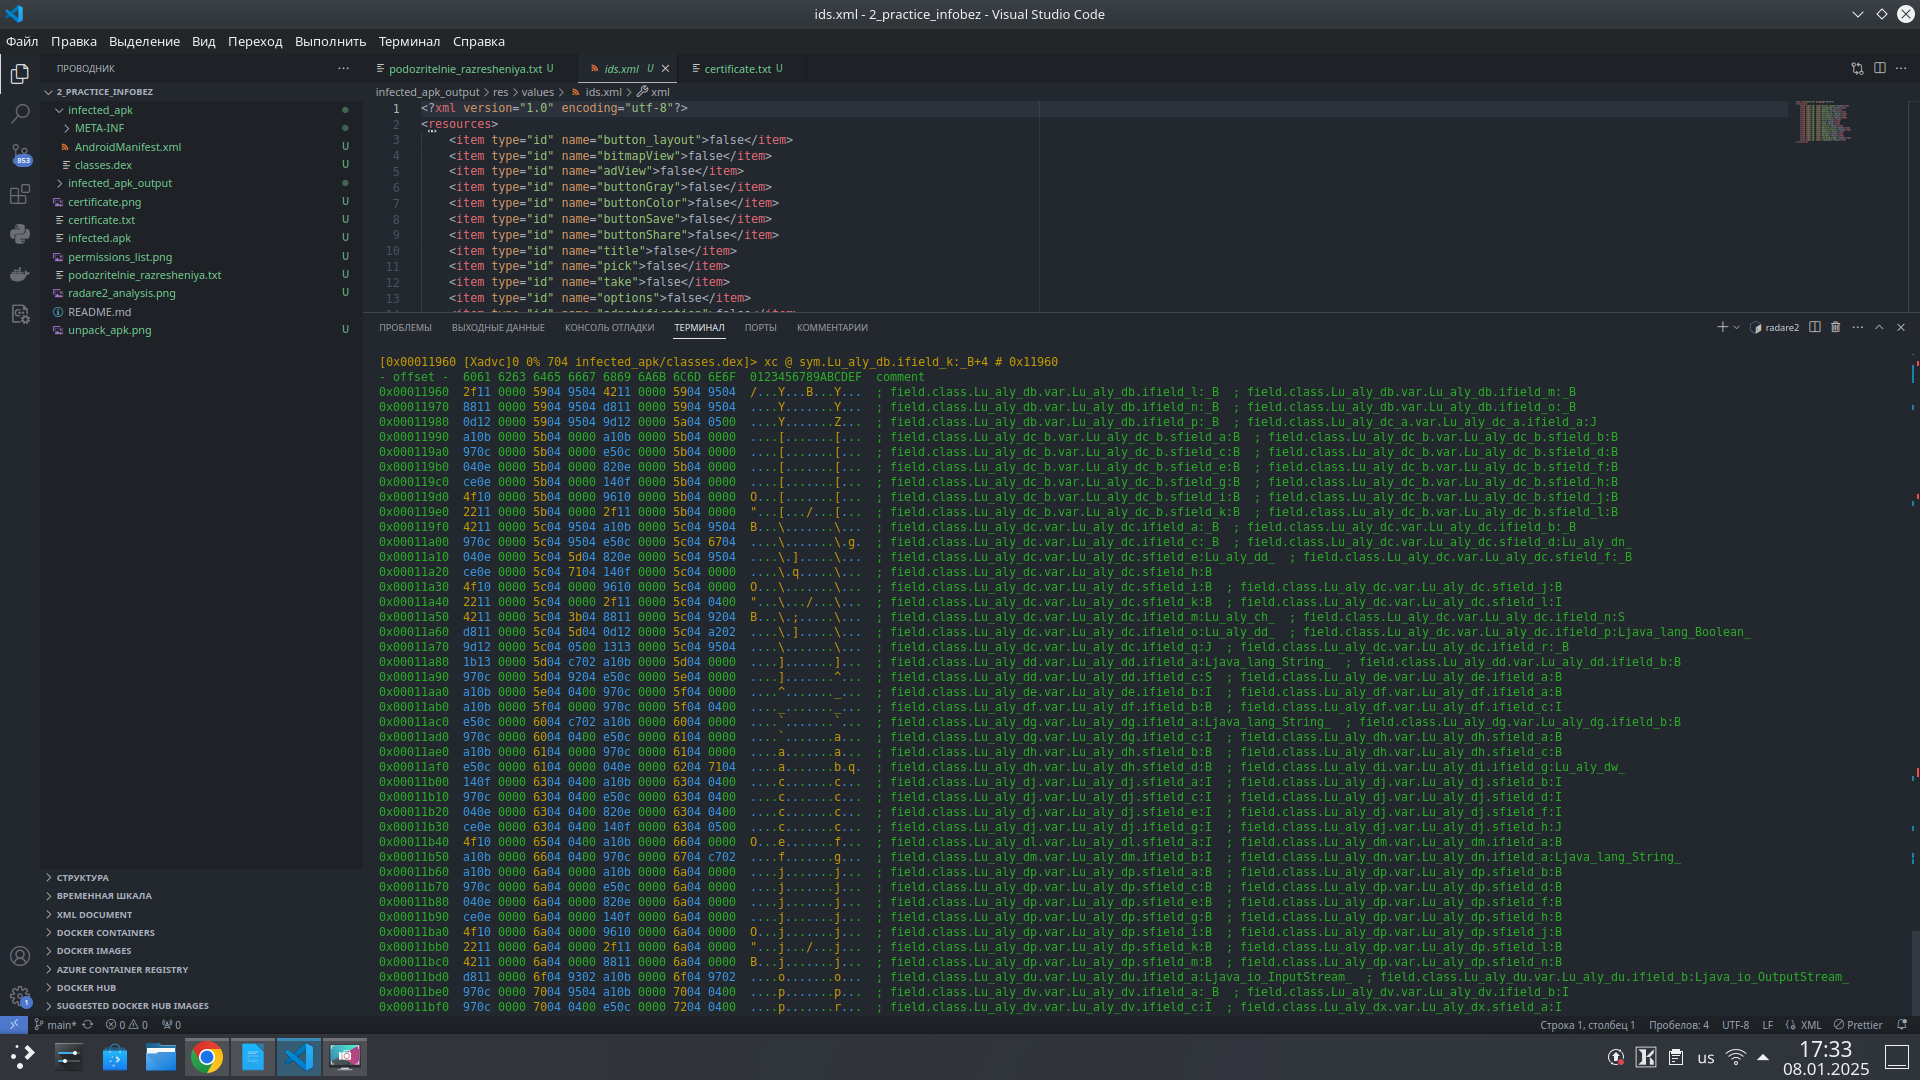 ids.xml - 2_practice_infobez - Visual Studio Code
Файл Правка Выделение Вид Переход Выполнить Терминал Справка
ПРОВОДНИК
2_PRACTICE_INFOBEZ
infected_apk
META-INF
AndroidManifest.xml U
classes.dex U
infected_apk_output
certificate.png U
certificate.txt U
infected.apk U
permissions_list.png U
podozritelnie_razresheniya.txt U
radare2_analysis.png U
README.md
unpack_apk.png U
853
СТРУКТУРА
ВРЕМЕННАЯ ШКАЛА
XML DOCUMENT
DOCKER CONTAINERS
DOCKER IMAGES
AZURE CONTAINER REGISTRY
DOCKER HUB
SUGGESTED DOCKER HUB IMAGES
1
podozritelnie_razresheniya.txt U ids.xml U certificate.txt U
infected_apk_output > res > values > ids.xml > xml
1 <?xml version="1.0" encoding="utf-8"?>
2 <resources>
3 <item type="id" name="button_layout">false</item>
4 <item type="id" name="bitmapView">false</item>
5 <item type="id" name="adView">false</item>
6 <item type="id" name="buttonGray">false</item>
7 <item type="id" name="buttonColor">false</item>
8 <item type="id" name="buttonSave">false</item>
9 <item type="id" name="buttonShare">false</item>
10 <item type="id" name="title">false</item>
11 <item type="id" name="pick">false</item>
12 <item type="id" name="take">false</item>
13 <item type="id" name="options">false</item>
ПРОБЛЕМЫ ВЫХОДНЫЕ ДАННЫЕ КОНСОЛЬ ОТЛАДКИ ТЕРМИНАЛ ПОРТЫ КОММЕНТАРИИ radare2
[0x00011960 [Xadvc]0 0% 704 infected_apk/classes.dex]> xc @ sym.Lu_aly_db.ifield_k:_B+4 # 0x11960
- offset - 6061 6263 6465 6667 6869 6A6B 6C6D 6E6F 0123456789ABCDEF comment
0x00011960 2f11 0000 5904 9504 4211 0000 5904 9504 /...Y...B...Y... ; field.class.Lu_aly_db.var.Lu_aly_db.ifield_l:_B ; field.class.Lu_aly_db.var.Lu_aly_db.ifield_m:_B
0x00011970 8811 0000 5904 9504 d811 0000 5904 9504 ....Y.......Y... ; field.class.Lu_aly_db.var.Lu_aly_db.ifield_n:_B ; field.class.Lu_aly_db.var.Lu_aly_db.ifield_o:_B
0x00011980 0d12 0000 5904 9504 9d12 0000 5a04 0500 ....Y.......Z... ; field.class.Lu_aly_db.var.Lu_aly_db.ifield_p:_B ; field.class.Lu_aly_dc_a.var.Lu_aly_dc_a.ifield_a:J
0x00011990 a10b 0000 5b04 0000 a10b 0000 5b04 0000 ....[.......[... ; field.class.Lu_aly_dc_b.var.Lu_aly_dc_b.sfield_a:B ; field.class.Lu_aly_dc_b.var.Lu_aly_dc_b.sfield_b:B
0x000119a0 970c 0000 5b04 0000 e50c 0000 5b04 0000 ....[.......[... ; field.class.Lu_aly_dc_b.var.Lu_aly_dc_b.sfield_c:B ; field.class.Lu_aly_dc_b.var.Lu_aly_dc_b.sfield_d:B
0x000119b0 040e 0000 5b04 0000 820e 0000 5b04 0000 ....[.......[... ; field.class.Lu_aly_dc_b.var.Lu_aly_dc_b.sfield_e:B ; field.class.Lu_aly_dc_b.var.Lu_aly_dc_b.sfield_f:B
0x000119c0 ce0e 0000 5b04 0000 140f 0000 5b04 0000 ....[.......[... ; field.class.Lu_aly_dc_b.var.Lu_aly_dc_b.sfield_g:B ; field.class.Lu_aly_dc_b.var.Lu_aly_dc_b.sfield_h:B
0x000119d0 4f10 0000 5b04 0000 9610 0000 5b04 0000 O...[.......[... ; field.class.Lu_aly_dc_b.var.Lu_aly_dc_b.sfield_i:B ; field.class.Lu_aly_dc_b.var.Lu_aly_dc_b.sfield_j:B
0x000119e0 2211 0000 5b04 0000 2f11 0000 5b04 0000 "...[.../...[... ; field.class.Lu_aly_dc_b.var.Lu_aly_dc_b.sfield_k:B ; field.class.Lu_aly_dc_b.var.Lu_aly_dc_b.sfield_l:B
0x000119f0 4211 0000 5c04 9504 a10b 0000 5c04 9504 B...\.......\... ; field.class.Lu_aly_dc.var.Lu_aly_dc.ifield_a:_B ; field.class.Lu_aly_dc.var.Lu_aly_dc.ifield_b:_B
0x00011a00 970c 0000 5c04 9504 e50c 0000 5c04 6704 ....\.......\.g. ; field.class.Lu_aly_dc.var.Lu_aly_dc.ifield_c:_B ; field.class.Lu_aly_dc.var.Lu_aly_dc.sfield_d:Lu_aly_dn_
0x00011a10 040e 0000 5c04 5d04 820e 0000 5c04 9504 ....\.].....\... ; field.class.Lu_aly_dc.var.Lu_aly_dc.sfield_e:Lu_aly_dd_ ; field.class.Lu_aly_dc.var.Lu_aly_dc.sfield_f:_B
0x00011a20 ce0e 0000 5c04 7104 140f 0000 5c04 0000 ....\.q.....\... ; field.class.Lu_aly_dc.var.Lu_aly_dc.sfield_h:B
0x00011a30 4f10 0000 5c04 0000 9610 0000 5c04 0000 O...\.......\... ; field.class.Lu_aly_dc.var.Lu_aly_dc.sfield_i:B ; field.class.Lu_aly_dc.var.Lu_aly_dc.sfield_j:B
0x00011a40 2211 0000 5c04 0000 2f11 0000 5c04 0400 "...\.../...\... ; field.class.Lu_aly_dc.var.Lu_aly_dc.sfield_k:B ; field.class.Lu_aly_dc.var.Lu_aly_dc.sfield_l:I
0x00011a50 4211 0000 5c04 3b04 8811 0000 5c04 9204 B...\.;.....\... ; field.class.Lu_aly_dc.var.Lu_aly_dc.ifield_m:Lu_aly_ch_ ; field.class.Lu_aly_dc.var.Lu_aly_dc.ifield_n:S
0x00011a60 d811 0000 5c04 5d04 0d12 0000 5c04 a202 ....\.].....\... ; field.class.Lu_aly_dc.var.Lu_aly_dc.ifield_o:Lu_aly_dd_ ; field.class.Lu_aly_dc.var.Lu_aly_dc.ifield_p:Ljava_lang_Boolean_
0x00011a70 9d12 0000 5c04 0500 1313 0000 5c04 9504 ....\.......\... ; field.class.Lu_aly_dc.var.Lu_aly_dc.ifield_q:J ; field.class.Lu_aly_dc.var.Lu_aly_dc.ifield_r:_B
0x00011a80 1b13 0000 5d04 c702 a10b 0000 5d04 0000 ....].......]... ; field.class.Lu_aly_dd.var.Lu_aly_dd.ifield_a:Ljava_lang_String_ ; field.class.Lu_aly_dd.var.Lu_aly_dd.ifield_b:B
0x00011a90 970c 0000 5d04 9204 e50c 0000 5e04 0000 ....].......^... ; field.class.Lu_aly_dd.var.Lu_aly_dd.ifield_c:S ; field.class.Lu_aly_de.var.Lu_aly_de.ifield_a:B
0x00011aa0 a10b 0000 5e04 0400 970c 0000 5f04 0000 ....^......._... ; field.class.Lu_aly_de.var.Lu_aly_de.ifield_b:I ; field.class.Lu_aly_df.var.Lu_aly_df.ifield_a:B
0x00011ab0 a10b 0000 5f04 0000 970c 0000 5f04 0400 ...._......._... ; field.class.Lu_aly_df.var.Lu_aly_df.ifield_b:B ; field.class.Lu_aly_df.var.Lu_aly_df.ifield_c:I
0x00011ac0 e50c 0000 6004 c702 a10b 0000 6004 0000 ....`.......`... ; field.class.Lu_aly_dg.var.Lu_aly_dg.ifield_a:Ljava_lang_String_ ; field.class.Lu_aly_dg.var.Lu_aly_dg.ifield_b:B
0x00011ad0 970c 0000 6004 0400 e50c 0000 6104 0000 ....`.......a... ; field.class.Lu_aly_dg.var.Lu_aly_dg.ifield_c:I ; field.class.Lu_aly_dh.var.Lu_aly_dh.sfield_a:B
0x00011ae0 a10b 0000 6104 0000 970c 0000 6104 0000 ....a.......a... ; field.class.Lu_aly_dh.var.Lu_aly_dh.sfield_b:B ; field.class.Lu_aly_dh.var.Lu_aly_dh.sfield_c:B
0x00011af0 e50c 0000 6104 0000 040e 0000 6204 7104 ....a.......b.q. ; field.class.Lu_aly_dh.var.Lu_aly_dh.sfield_d:B ; field.class.Lu_aly_di.var.Lu_aly_di.ifield_g:Lu_aly_dw_
0x00011b00 140f 0000 6304 0400 a10b 0000 6304 0400 ....c.......c... ; field.class.Lu_aly_dj.var.Lu_aly_dj.sfield_a:I ; field.class.Lu_aly_dj.var.Lu_aly_dj.sfield_b:I
0x00011b10 970c 0000 6304 0400 e50c 0000 6304 0400 ....c.......c... ; field.class.Lu_aly_dj.var.Lu_aly_dj.sfield_c:I ; field.class.Lu_aly_dj.var.Lu_aly_dj.sfield_d:I
0x00011b20 040e 0000 6304 0400 820e 0000 6304 0400 ....c.......c... ; field.class.Lu_aly_dj.var.Lu_aly_dj.sfield_e:I ; field.class.Lu_aly_dj.var.Lu_aly_dj.sfield_f:I
0x00011b30 ce0e 0000 6304 0400 140f 0000 6304 0500 ....c.......c... ; field.class.Lu_aly_dj.var.Lu_aly_dj.ifield_g:I ; field.class.Lu_aly_dj.var.Lu_aly_dj.sfield_h:J
0x00011b40 4f10 0000 6504 0400 a10b 0000 6604 0000 O...e.......f... ; field.class.Lu_aly_dl.var.Lu_aly_dl.sfield_a:I ; field.class.Lu_aly_dm.var.Lu_aly_dm.ifield_a:B
0x00011b50 a10b 0000 6604 0400 970c 0000 6704 c702 ....f.......g... ; field.class.Lu_aly_dm.var.Lu_aly_dm.ifield_b:I ; field.class.Lu_aly_dn.var.Lu_aly_dn.ifield_a:Ljava_lang_String_
0x00011b60 a10b 0000 6a04 0000 a10b 0000 6a04 0000 ....j.......j... ; field.class.Lu_aly_dp.var.Lu_aly_dp.sfield_a:B ; field.class.Lu_aly_dp.var.Lu_aly_dp.sfield_b:B
0x00011b70 970c 0000 6a04 0000 e50c 0000 6a04 0000 ....j.......j... ; field.class.Lu_aly_dp.var.Lu_aly_dp.sfield_c:B ; field.class.Lu_aly_dp.var.Lu_aly_dp.sfield_d:B
0x00011b80 040e 0000 6a04 0000 820e 0000 6a04 0000 ....j.......j... ; field.class.Lu_aly_dp.var.Lu_aly_dp.sfield_e:B ; field.class.Lu_aly_dp.var.Lu_aly_dp.sfield_f:B
0x00011b90 ce0e 0000 6a04 0000 140f 0000 6a04 0000 ....j.......j... ; field.class.Lu_aly_dp.var.Lu_aly_dp.sfield_g:B ; field.class.Lu_aly_dp.var.Lu_aly_dp.sfield_h:B
0x00011ba0 4f10 0000 6a04 0000 9610 0000 6a04 0000 O...j.......j... ; field.class.Lu_aly_dp.var.Lu_aly_dp.sfield_i:B ; field.class.Lu_aly_dp.var.Lu_aly_dp.sfield_j:B
0x00011bb0 2211 0000 6a04 0000 2f11 0000 6a04 0000 "...j.../...j... ; field.class.Lu_aly_dp.var.Lu_aly_dp.sfield_k:B ; field.class.Lu_aly_dp.var.Lu_aly_dp.sfield_l:B
0x00011bc0 4211 0000 6a04 0000 8811 0000 6a04 0000 B...j.......j... ; field.class.Lu_aly_dp.var.Lu_aly_dp.sfield_m:B ; field.class.Lu_aly_dp.var.Lu_aly_dp.sfield_n:B
0x00011bd0 d811 0000 6f04 9302 a10b 0000 6f04 9702 ....o.......o... ; field.class.Lu_aly_du.var.Lu_aly_du.ifield_a:Ljava_io_InputStream_ ; field.class.Lu_aly_du.var.Lu_aly_du.ifield_b:Ljava_io_OutputStream_
0x00011be0 970c 0000 7004 9504 a10b 0000 7004 0400 ....p.......p... ; field.class.Lu_aly_dv.var.Lu_aly_dv.ifield_a:_B ; field.class.Lu_aly_dv.var.Lu_aly_dv.ifield_b:I
0x00011bf0 970c 0000 7004 0400 e50c 0000 7204 0400 ....p.......r... ; field.class.Lu_aly_dv.var.Lu_aly_dv.ifield_c:I ; field.class.Lu_aly_dx.var.Lu_aly_dx.sfield_a:I
main* 0 0 0 Строка 1, столбец 1 Пробелов: 4 UTF-8 LF XML Prettier
us 17:33
08.01.2025